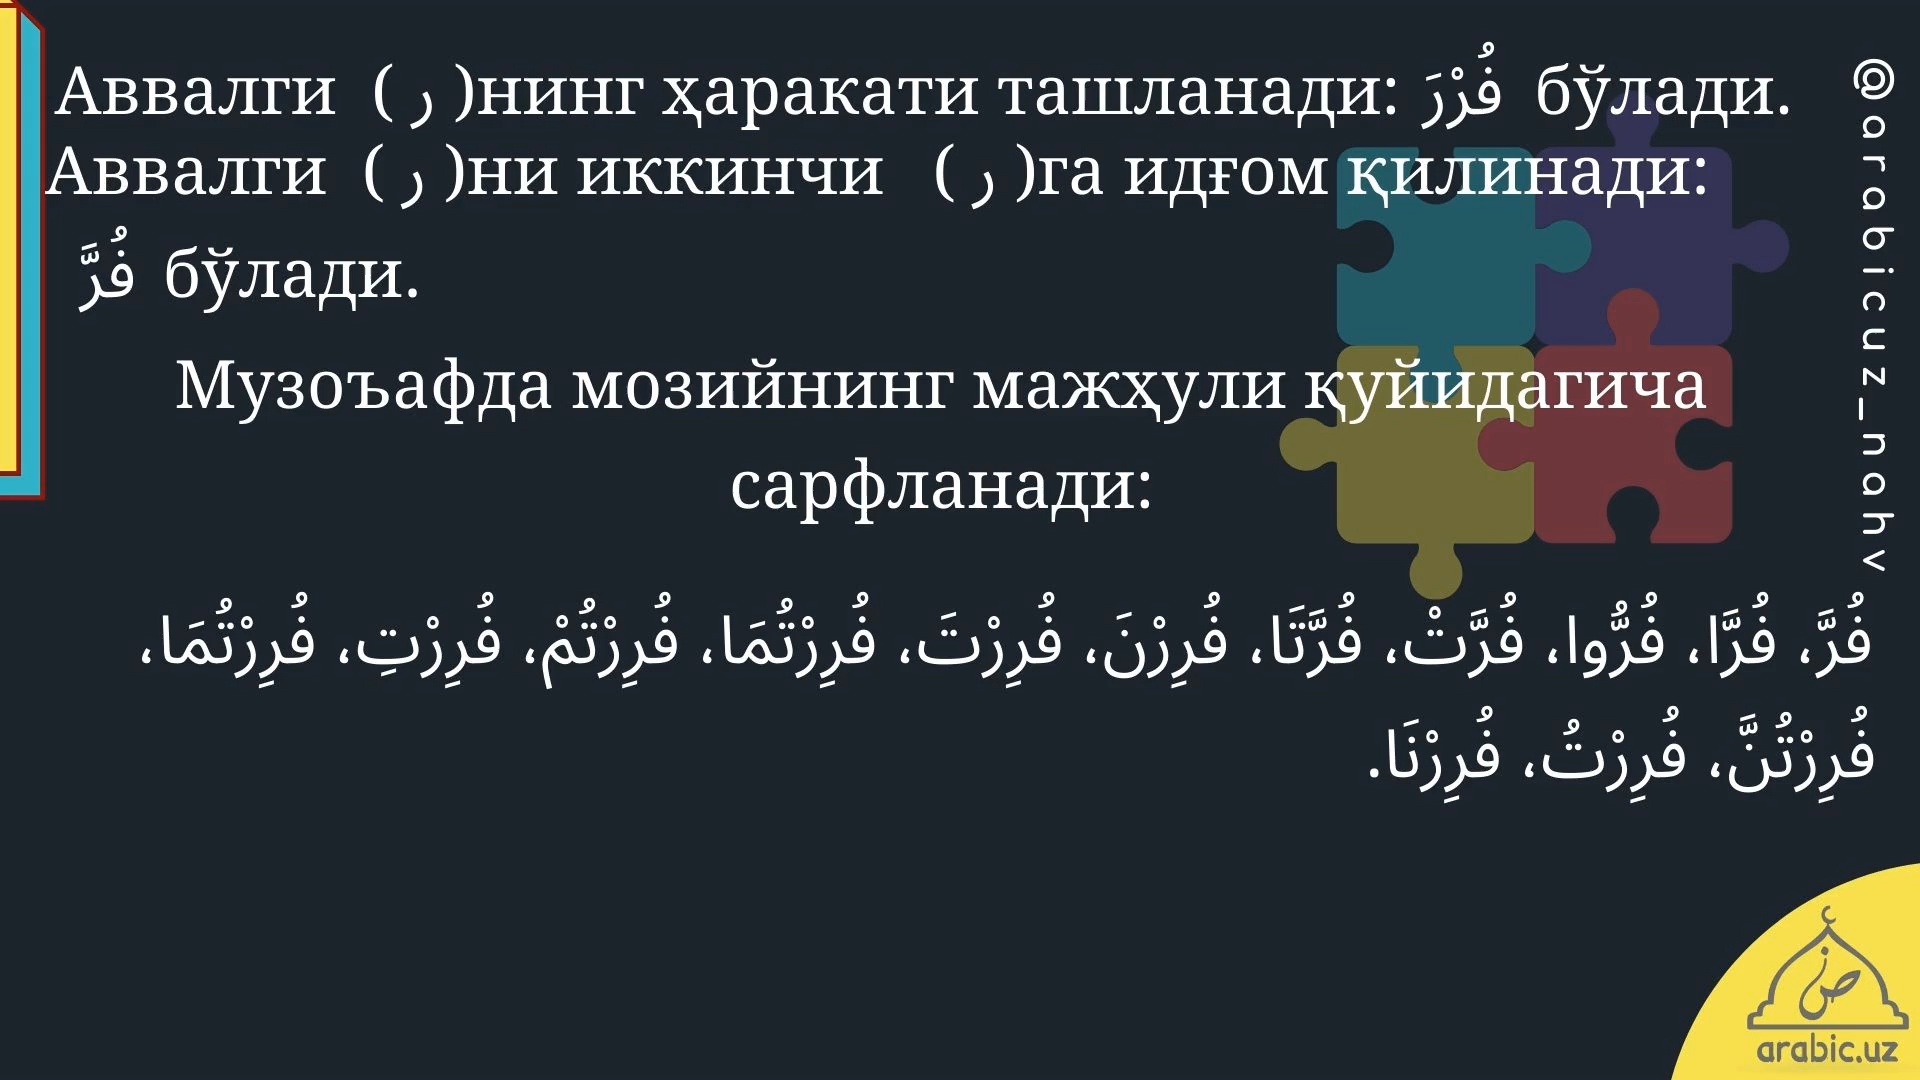 Аввалги ( ر )нинг ҳаракати ташланади: فُرْرَ бўлади.
Аввалги ( ر )ни иккинчи ( ر )га идғом қилинади:
فُرَّ бўлади.
Музоъафда мозийнинг мажҳули қуйидагича
сарфланади:
فُرَّ، فُرَّا، فُرُّوا، فُرَّتْ، فُرَّتَا، فُرِرْنَ، فُرِرْتَ، فُرِرْتُمَا، فُرِرْتُمْ، فُرِرْتِ، فُرِرْتُمَا،
فُرِرْتُنَّ، فُرِرْتُ، فُرِرْنَا.
@arabicuz_nahv
ض
arabic.uz